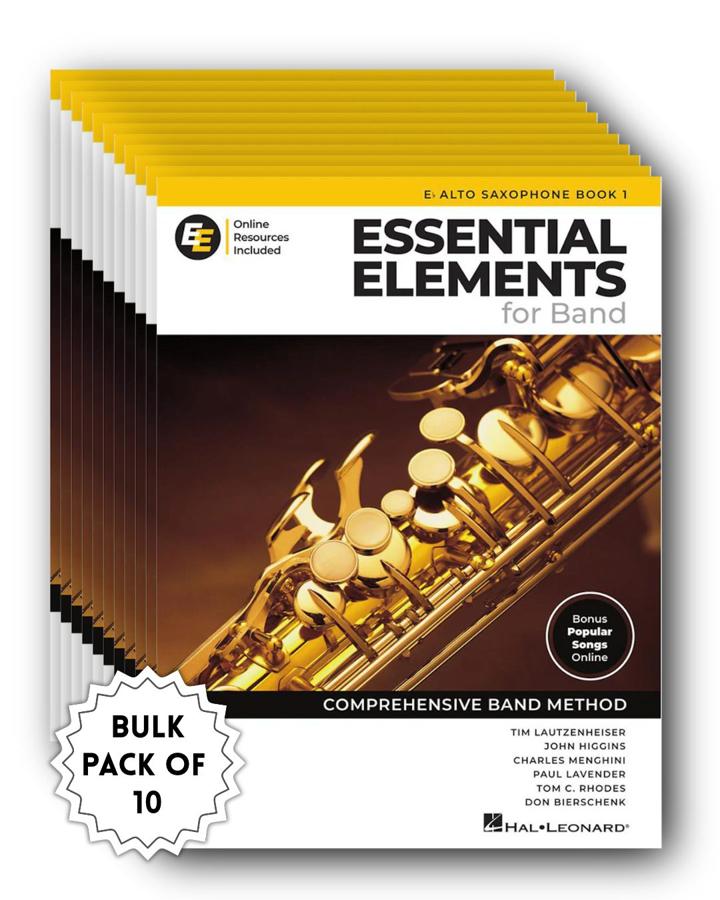 E♭ ALTO SAXOPHONE BOOK 1
EE
Online
Resources
Included
ESSENTIAL
ELEMENTS
for Band
Bonus
Popular
Songs
Online
COMPREHENSIVE BAND METHOD
TIM LAUTZENHEISER
JOHN HIGGINS
CHARLES MENGHINI
PAUL LAVENDER
TOM C. RHODES
DON BIERSCHENK
HAL•LEONARD®
BULK
PACK OF
10